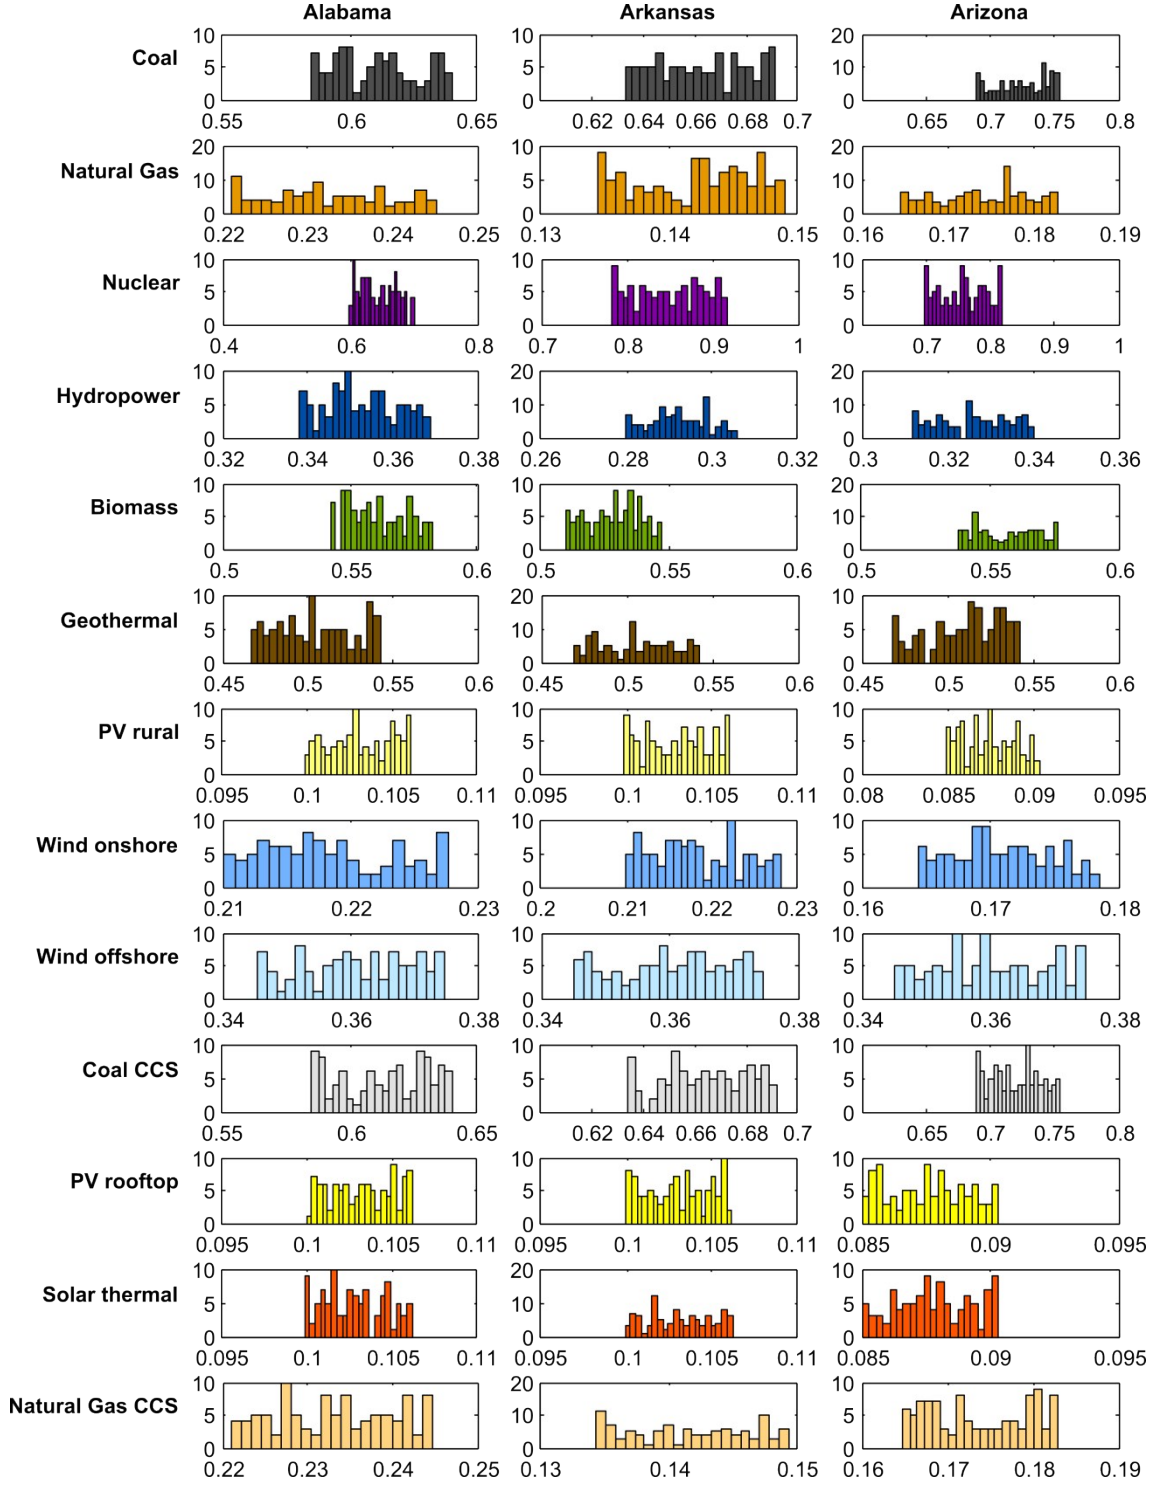 Alabama Arkansas Arizona
Coal
10 5 0 10 5 0 20 10 0
0.55 0.6 0.65 0.62 0.64 0.66 0.68 0.7 0.65 0.7 0.75 0.8
Natural Gas
20 10 0 10 5 0 20 10 0
0.22 0.23 0.24 0.25 0.13 0.14 0.15 0.16 0.17 0.18 0.19
Nuclear
10 5 0 10 5 0 10 5 0
0.4 0.6 0.8 0.7 0.8 0.9 1 0.7 0.8 0.9 1
Hydropower
10 5 0 20 10 0 20 10 0
0.32 0.34 0.36 0.38 0.26 0.28 0.3 0.32 0.3 0.32 0.34 0.36
Biomass
10 5 0 10 5 0 20 10 0
0.5 0.55 0.6 0.5 0.55 0.6 0.5 0.55 0.6
Geothermal
10 5 0 20 10 0 10 5 0
0.45 0.5 0.55 0.6 0.45 0.5 0.55 0.6 0.45 0.5 0.55 0.6
PV rural
10 5 0 10 5 0 10 5 0
0.095 0.1 0.105 0.11 0.095 0.1 0.105 0.11 0.08 0.085 0.09 0.095
Wind onshore
10 5 0 10 5 0 10 5 0
0.21 0.22 0.23 0.2 0.21 0.22 0.23 0.16 0.17 0.18
Wind offshore
10 5 0 10 5 0 10 5 0
0.34 0.36 0.38 0.34 0.36 0.38 0.34 0.36 0.38
Coal CCS
10 5 0 10 5 0 10 5 0
0.55 0.6 0.65 0.62 0.64 0.66 0.68 0.7 0.65 0.7 0.75 0.8
PV rooftop
10 5 0 10 5 0 10 5 0
0.095 0.1 0.105 0.11 0.095 0.1 0.105 0.11 0.085 0.09 0.095
Solar thermal
10 5 0 20 10 0 10 5 0
0.095 0.1 0.105 0.11 0.095 0.1 0.105 0.11 0.085 0.09 0.095
Natural Gas CCS
10 5 0 20 10 0 10 5 0
0.22 0.23 0.24 0.25 0.13 0.14 0.15 0.16 0.17 0.18 0.19